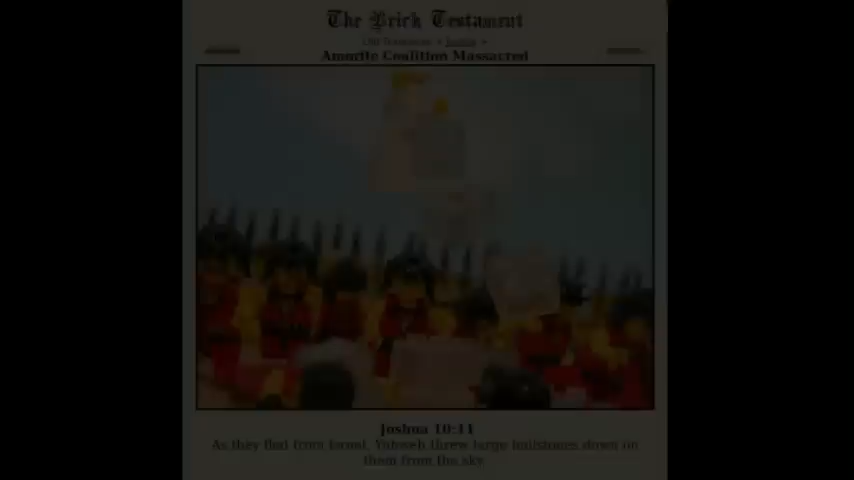 The Brick Testament
Old Testament > Joshua >
Amorite Coalition Massacred
Joshua 10:11
As they fled from Israel, Yahweh threw large hailstones down on
them from the sky